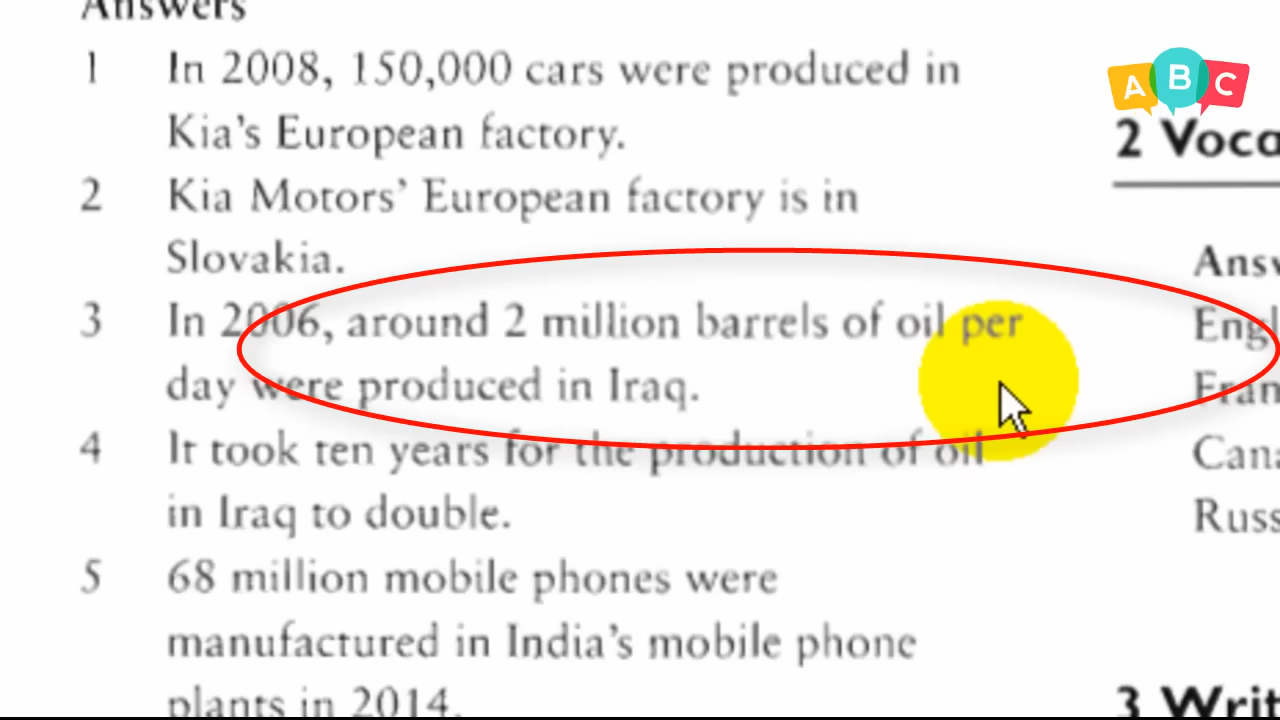 Answers
1 In 2008, 150,000 cars were produced in
Kia's European factory.
2 Kia Motors' European factory is in
Slovakia.
3 In 2006, around 2 million barrels of oil per
day were produced in Iraq.
4 It took ten years for the production of oil
in Iraq to double.
5 68 million mobile phones were
manufactured in India's mobile phone
plants in 2014.
A B C
2 Voca
Answ
Engl
Fran
Cana
Russ
3 Writ